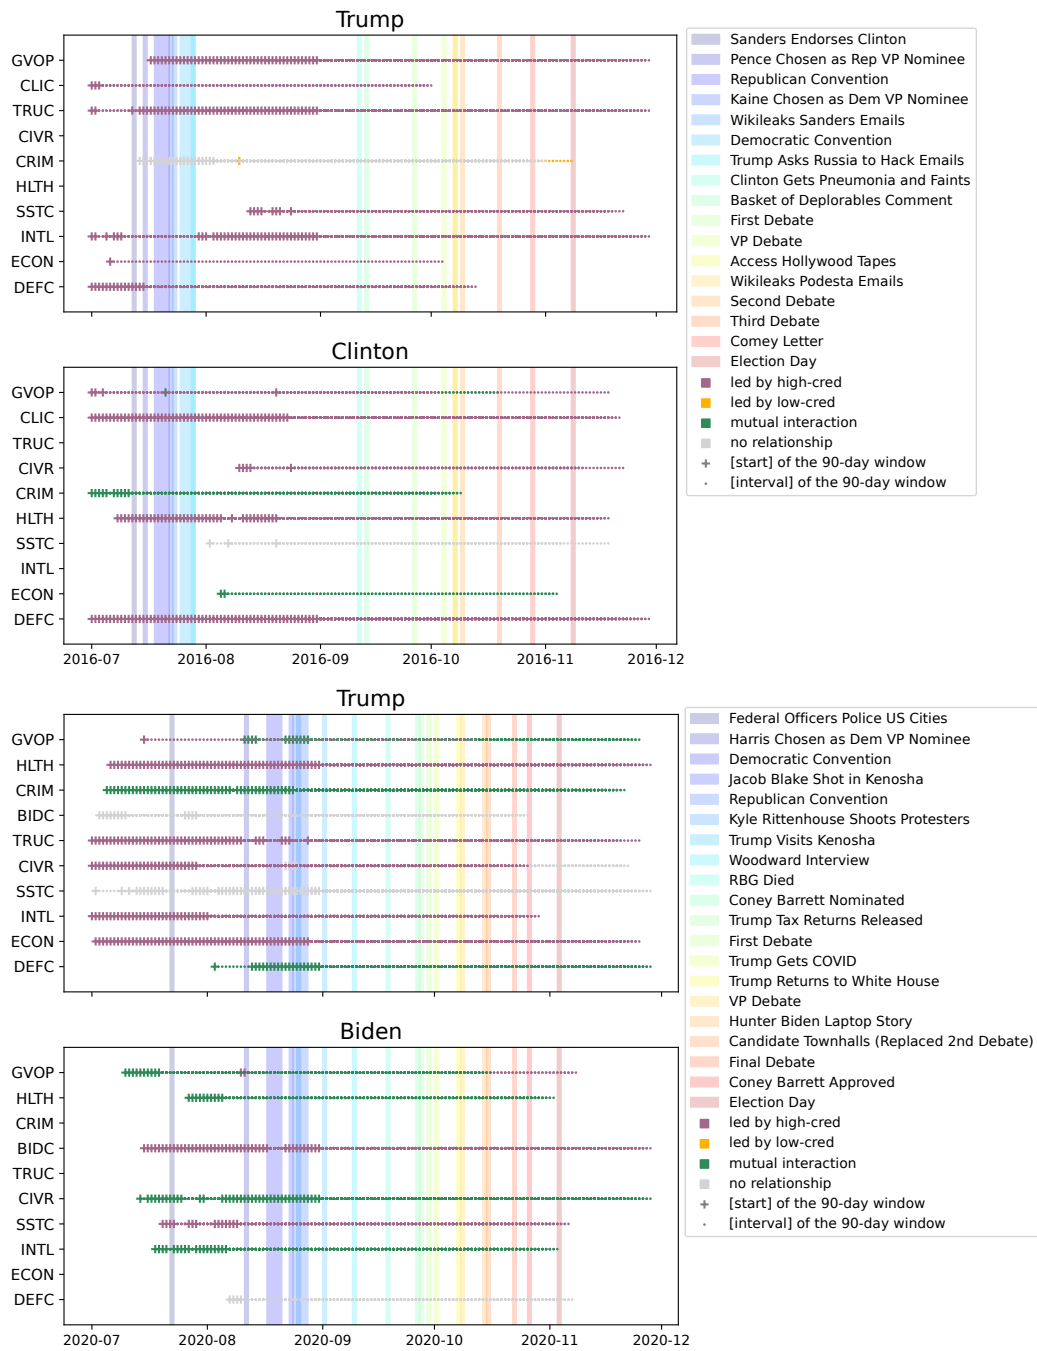 Trump
GVOP
CLIC
TRUC
CIVR
CRIM
HLTH
SSTC
INTL
ECON
DEFC
Sanders Endorses Clinton
Pence Chosen as Rep VP Nominee
Republican Convention
Kaine Chosen as Dem VP Nominee
Wikileaks Sanders Emails
Democratic Convention
Trump Asks Russia to Hack Emails
Clinton Gets Pneumonia and Faints
Basket of Deplorables Comment
First Debate
VP Debate
Access Hollywood Tapes
Wikileaks Podesta Emails
Second Debate
Third Debate
Comey Letter
Election Day
led by high-cred
led by low-cred
mutual interaction
no relationship
[start] of the 90-day window
[interval] of the 90-day window
Clinton
GVOP
CLIC
TRUC
CIVR
CRIM
HLTH
SSTC
INTL
ECON
DEFC
2016-07 2016-08 2016-09 2016-10 2016-11 2016-12
Trump
GVOP
HLTH
CRIM
BIDC
TRUC
CIVR
SSTC
INTL
ECON
DEFC
Federal Officers Police US Cities
Harris Chosen as Dem VP Nominee
Democratic Convention
Jacob Blake Shot in Kenosha
Republican Convention
Kyle Rittenhouse Shoots Protesters
Trump Visits Kenosha
Woodward Interview
RBG Died
Coney Barrett Nominated
Trump Tax Returns Released
First Debate
Trump Gets COVID
Trump Returns to White House
VP Debate
Hunter Biden Laptop Story
Candidate Townhalls (Replaced 2nd Debate)
Final Debate
Coney Barrett Approved
Election Day
led by high-cred
led by low-cred
mutual interaction
no relationship
[start] of the 90-day window
[interval] of the 90-day window
Biden
GVOP
HLTH
CRIM
BIDC
TRUC
CIVR
SSTC
INTL
ECON
DEFC
2020-07 2020-08 2020-09 2020-10 2020-11 2020-12